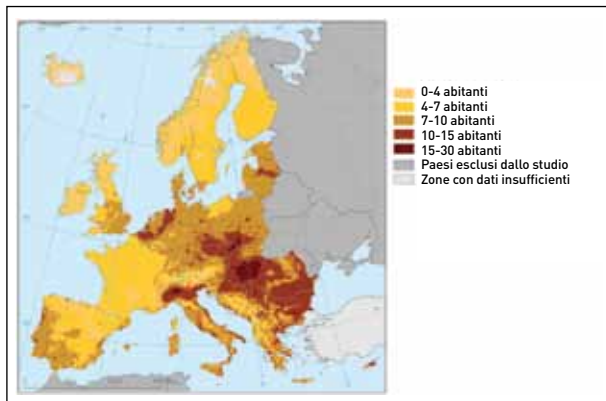 0-4 abitanti
4-7 abitanti
7-10 abitanti
10-15 abitanti
15-30 abitanti
Paesi esclusi dallo studio
Zone con dati insufficienti